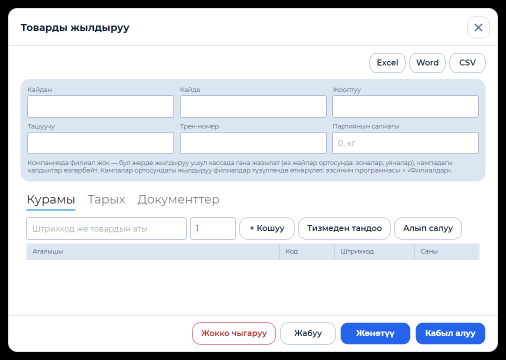 Товарды жылдыруу
Excel Word CSV
Кайдан Кайда Жооптуу
Ташуучу Трек-номер Партиянын салмагы
0, кг
Компанияда филиал жок — бул жерде жылдыруу ушул кассада гана жазылат (өз жайлар ортосунда: зоналар, уячалар), кампадагы
калдыктар өзгөрбөйт. Кампалар ортосундагы жылдыруу филиалдар түзүлгөндө өткөрүлөт: ээсинин программасы → «Филиалдар».
Курамы Тарых Документтер
Штрихкод же товардын аты 1 + Кошуу Тизмеден тандоо Алып салуу
Аталышы Код Штрихкод Саны
Жокко чыгаруу Жабуу Жөнөтүү Кабыл алуу